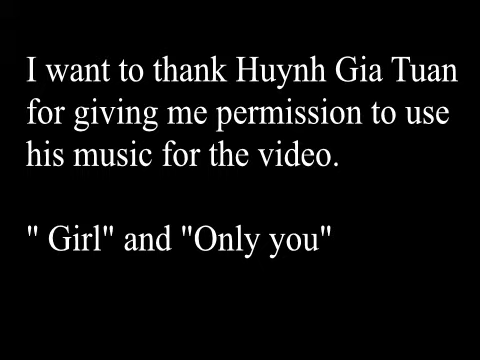 I want to thank Huynh Gia Tuan
for giving me permission to use
his music for the video.
" Girl" and "Only you"